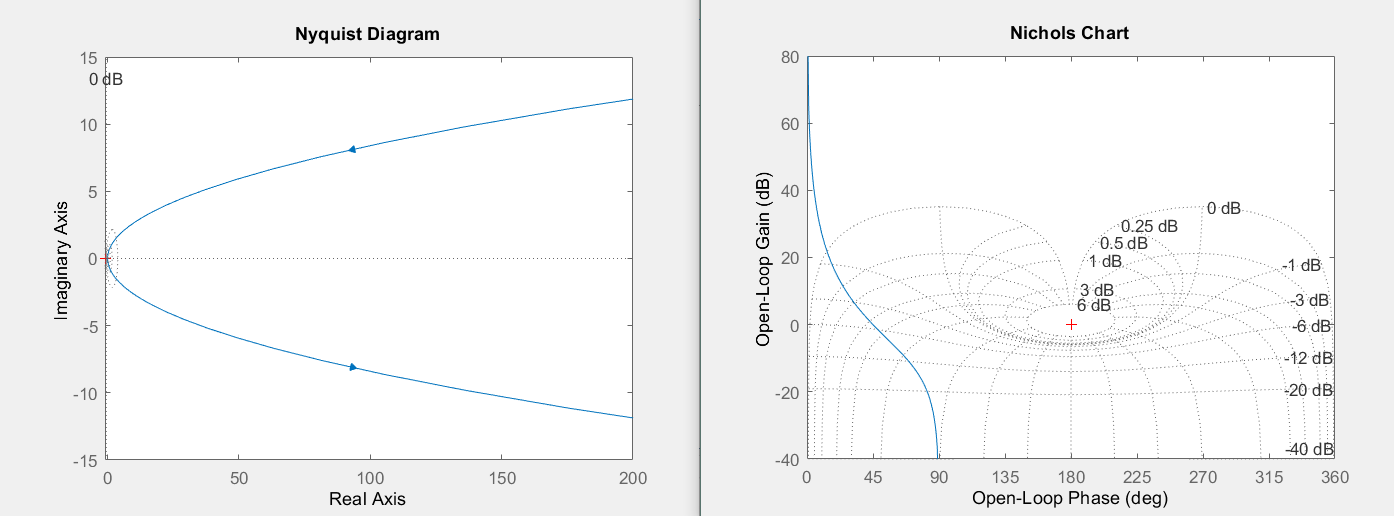 Nyquist Diagram
15
0 dB
10
5
0
-5
-10
-15
Imaginary Axis
0
50
100
150
200
Real Axis
Nichols Chart
80
60
40
20
0
-20
-40
Open-Loop Gain (dB)
0 dB
0.25 dB
0.5 dB
1 dB
-1 dB
3 dB
-3 dB
6 dB
-6 dB
-12 dB
-20 dB
-40 dB
0
45
90
135
180
225
270
315
360
Open-Loop Phase (deg)